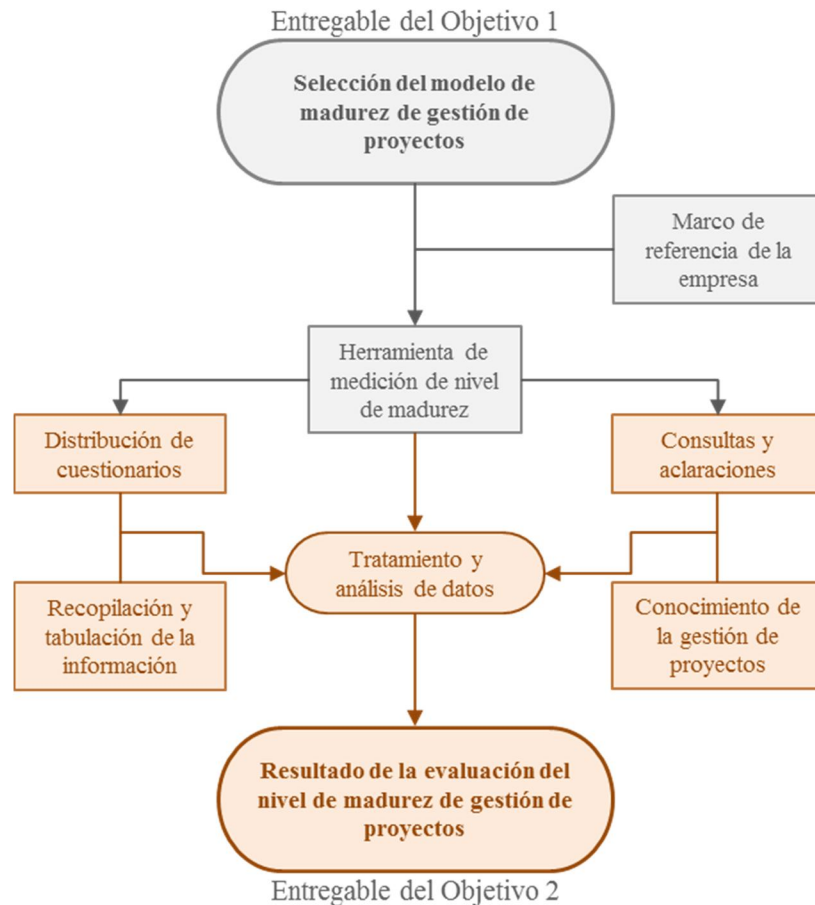 Entregable del Objetivo 1
Selección del modelo de
madurez de gestión de
proyectos
Marco de
referencia de la
empresa
Herramienta de
medición de nivel
de madurez
Distribución de
cuestionarios
Consultas y
aclaraciones
Tratamiento y
análisis de datos
Recopilación y
tabulación de la
información
Conocimiento de
la gestión de
proyectos
Resultado de la evaluación del
nivel de madurez de gestión de
proyectos
Entregable del Objetivo 2